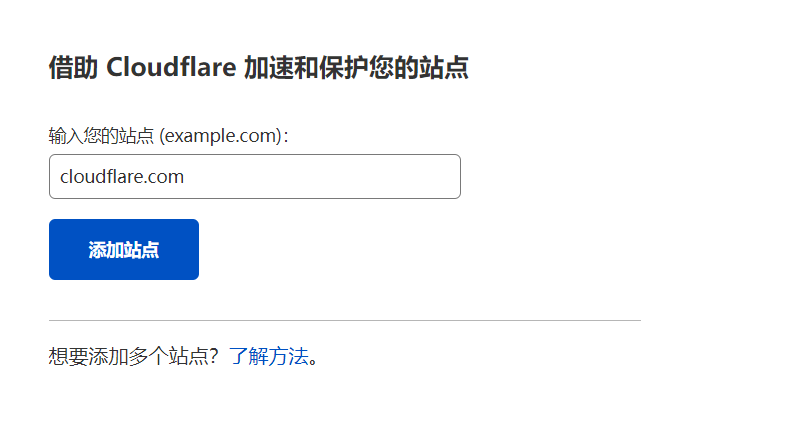 借助 Cloudflare 加速和保护您的站点
输入您的站点 (example.com)：
cloudflare.com
添加站点
想要添加多个站点？了解方法。